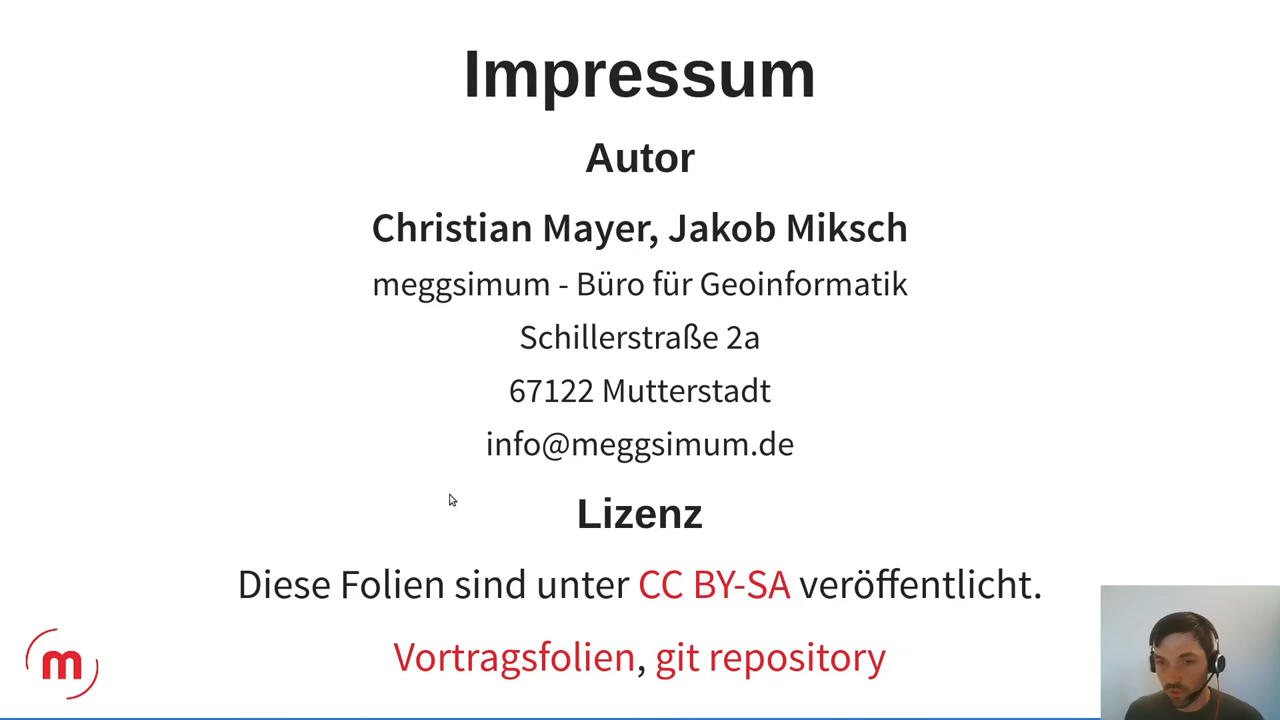 Impressum
Autor
Christian Mayer, Jakob Miksch
meggsimum - Büro für Geoinformatik
Schillerstraße 2a
67122 Mutterstadt
info@meggsimum.de
Lizenz
Diese Folien sind unter CC BY-SA veröffentlicht.
Vortragsfolien, git repository
m